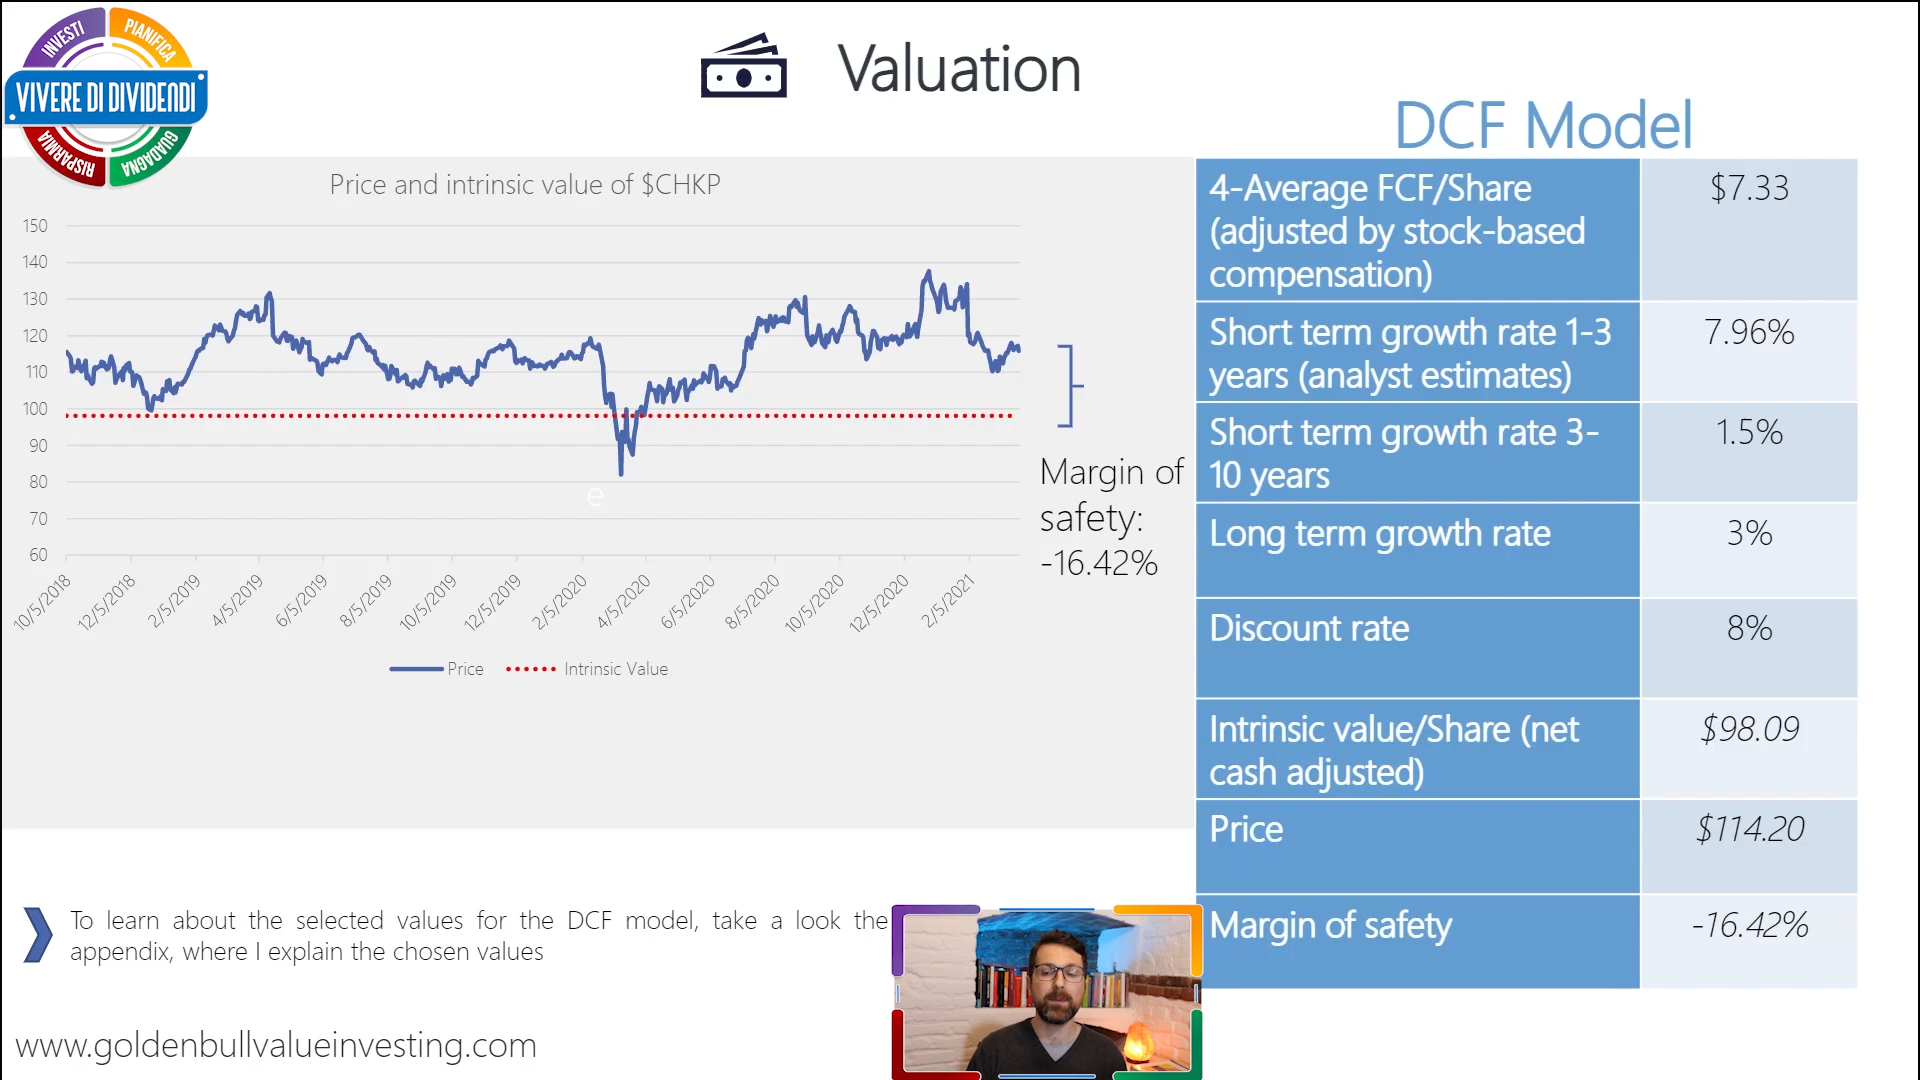 INVESTI
PIANIFICA
VIVERE DI DIVIDENDI
RISPARMIA
GUADAGNA
Valuation
DCF Model
Price and intrinsic value of $CHKP
150
140
130
120
110
100
90
80
70
60
10/5/2018
12/5/2018
2/5/2019
4/5/2019
6/5/2019
8/5/2019
10/5/2019
12/5/2019
2/5/2020
4/5/2020
6/5/2020
8/5/2020
10/5/2020
12/5/2020
2/5/2021
e
Price
Intrinsic Value
Margin of
safety:
-16.42%
4-Average FCF/Share
(adjusted by stock-based
compensation)
$7.33
Short term growth rate 1-3
years (analyst estimates)
7.96%
Short term growth rate 3-
10 years
1.5%
Long term growth rate
3%
Discount rate
8%
Intrinsic value/Share (net
cash adjusted)
$98.09
Price
$114.20
Margin of safety
-16.42%
To learn about the selected values for the DCF model, take a look the
appendix, where I explain the chosen values
www.goldenbullvalueinvesting.com